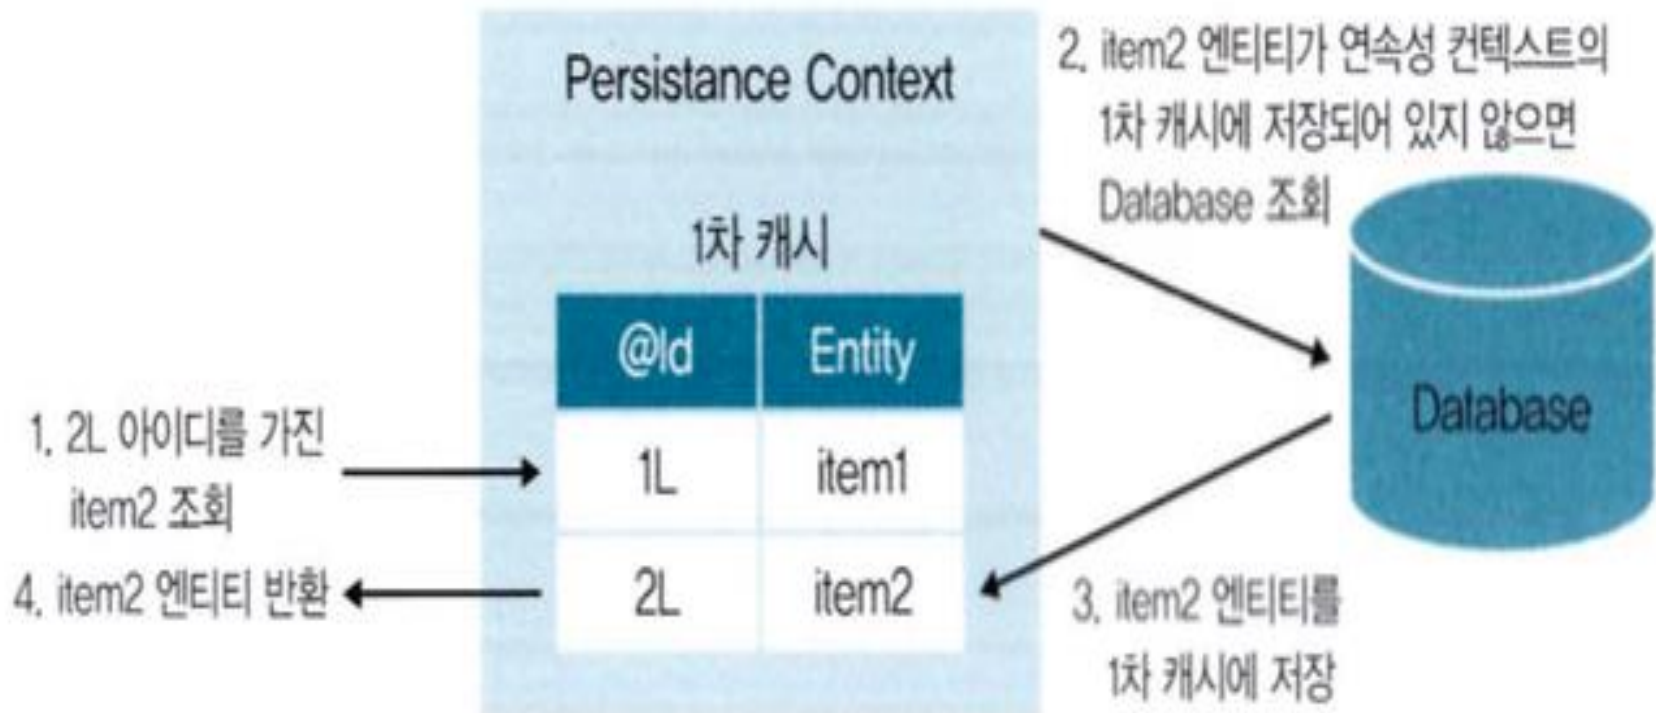 Persistance Context
1차 캐시
@Id Entity
1L item1
2L item2
1. 2L 아이디를 가진
item2 조회
2. item2 엔티티가 연속성 컨텍스트의
1차 캐시에 저장되어 있지 않으면
Database 조회
Database
3. item2 엔티티를
1차 캐시에 저장
4. item2 엔티티 반환